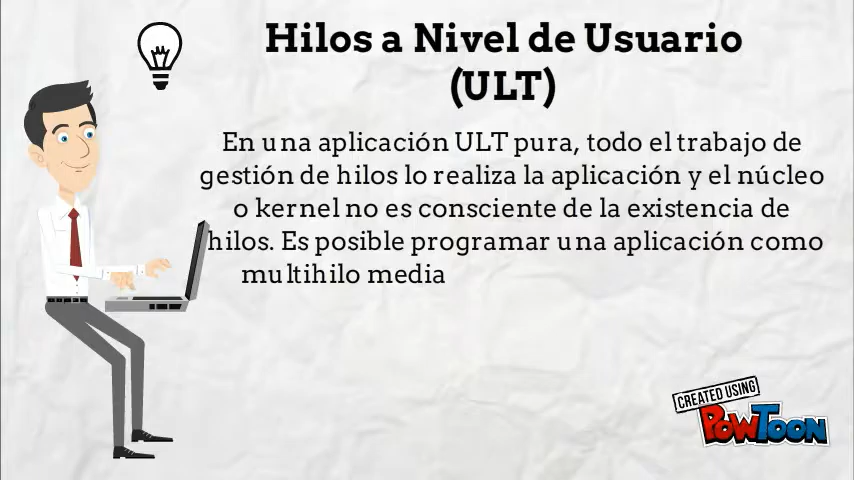 Hilos a Nivel de Usuario
(ULT)
En una aplicación ULT pura, todo el trabajo de
gestión de hilos lo realiza la aplicación y el núcleo
o kernel no es consciente de la existencia de
hilos. Es posible programar una aplicación como
multihilo media
CREATED USING
POWTOON